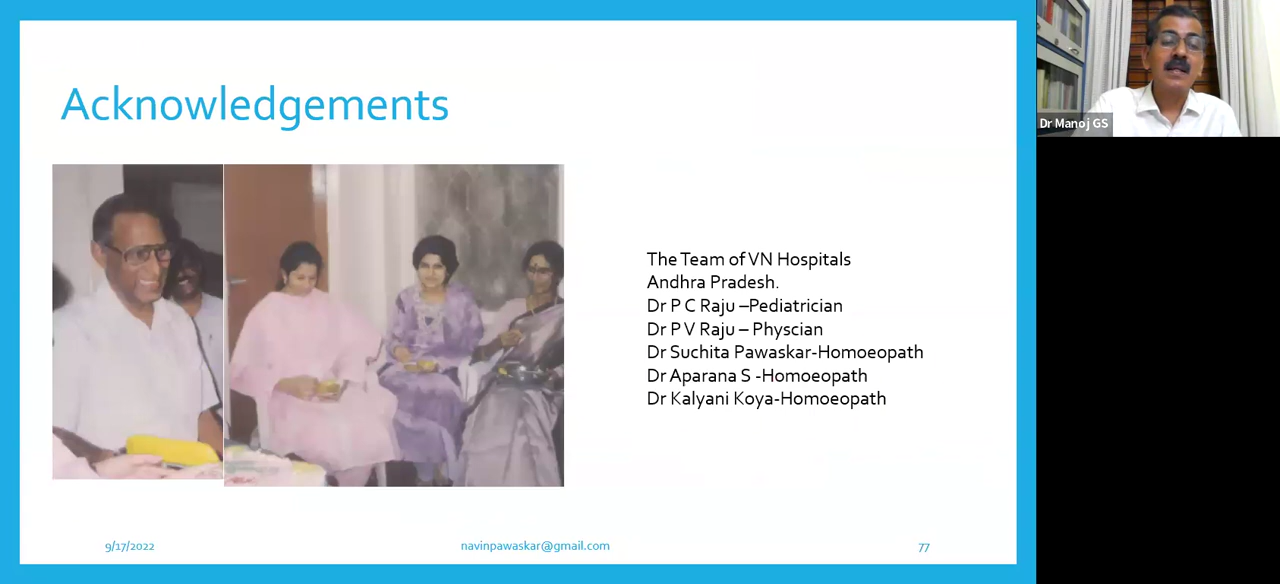 Acknowledgements
The Team of VN Hospitals
Andhra Pradesh.
Dr P C Raju –Pediatrician
Dr P V Raju – Physcian
Dr Suchita Pawaskar-Homoeopath
Dr Aparana S -Homoeopath
Dr Kalyani Koya-Homoeopath
9/17/2022
navinpawaskar@gmail.com
77
Dr Manoj GS